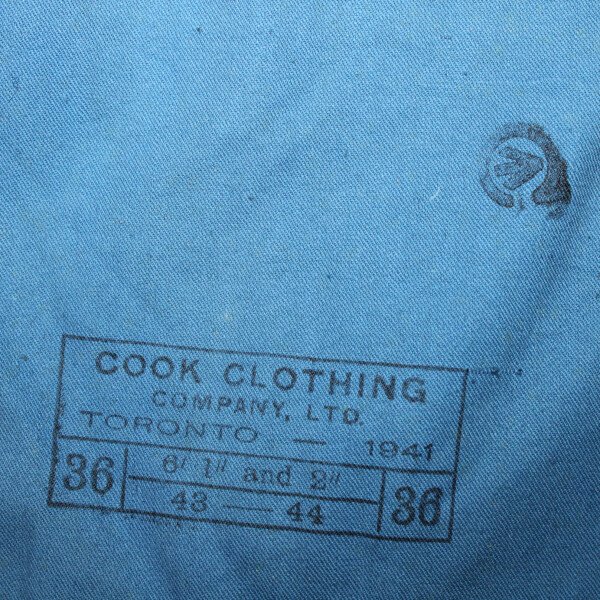 COOK CLOTHING
COMPANY, LTD.
TORONTO — 1941
36 6' 1" and 2" 36
43 — 44